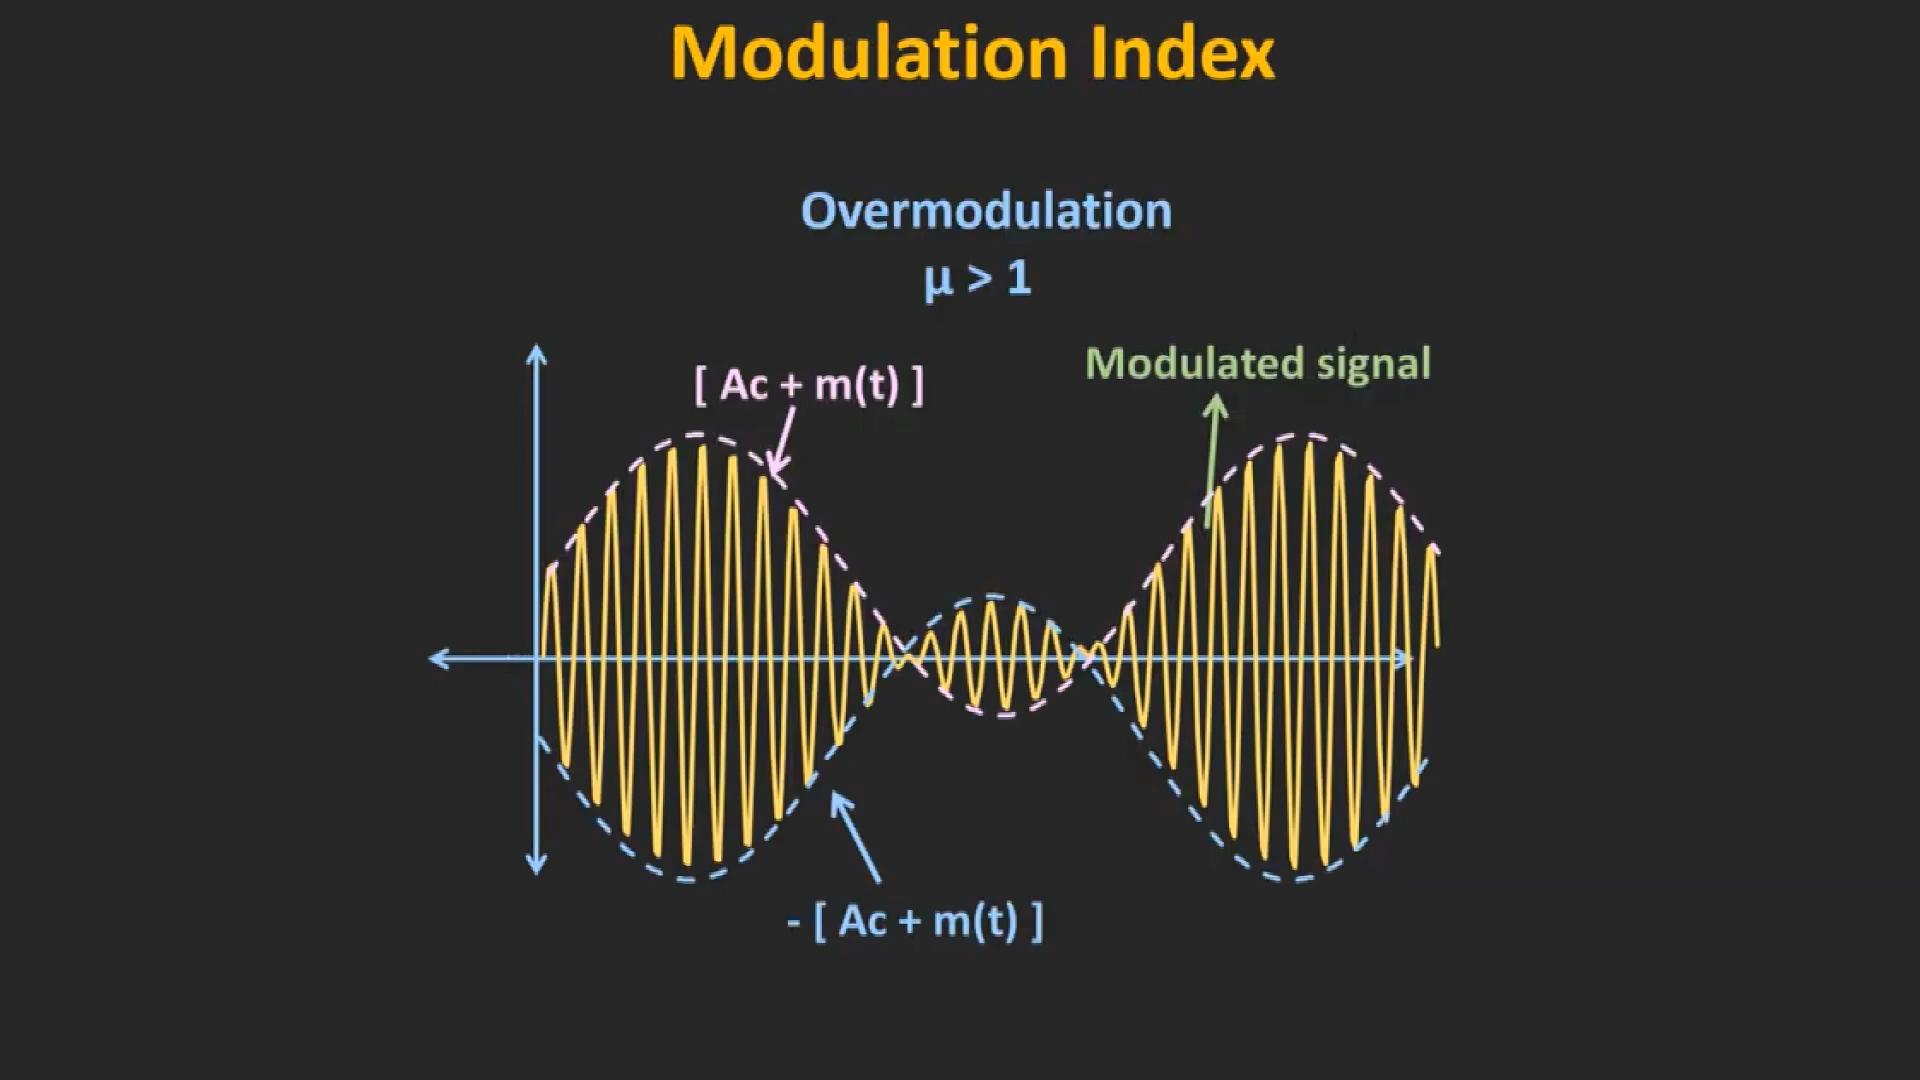 Modulation Index
Overmodulation
μ > 1
[ Ac + m(t) ]
Modulated signal
- [ Ac + m(t) ]